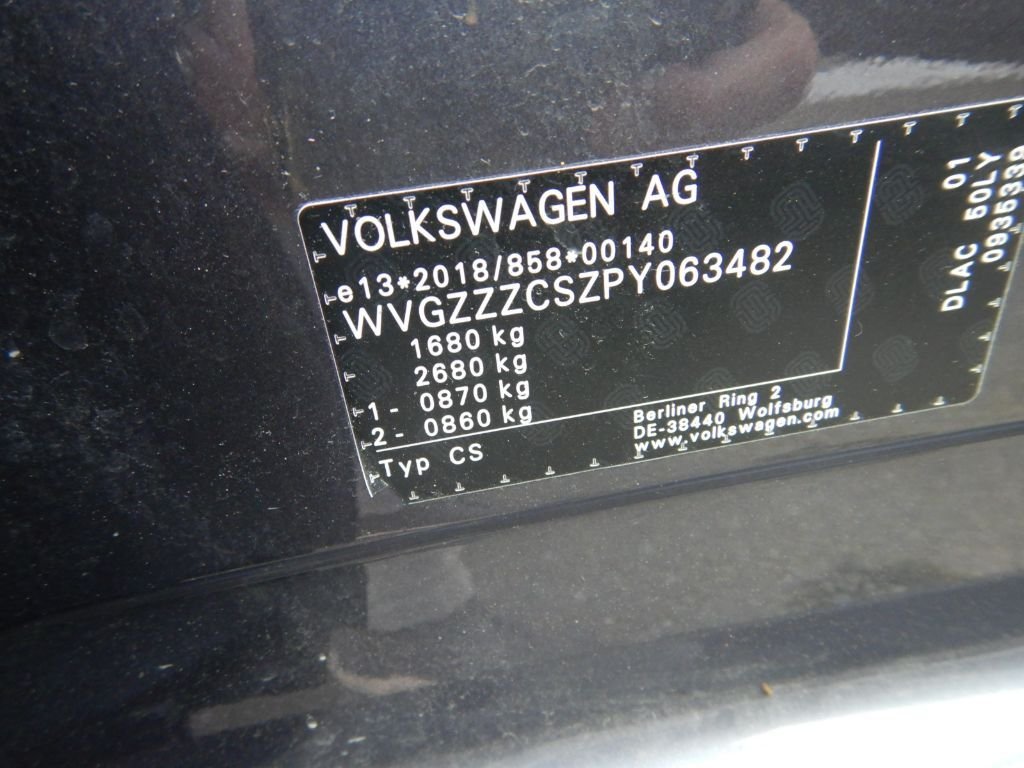 VOLKSWAGEN AG
e13*2018/858*00140
WVGZZZCSZPY063482
1680 kg
2680 kg
1- 0870 kg
2- 0860 kg
Typ CS
Berliner Ring 2
DE-38440 Wolfsburg
www.volkswagen.com
01
DLAC 50LY
0935339